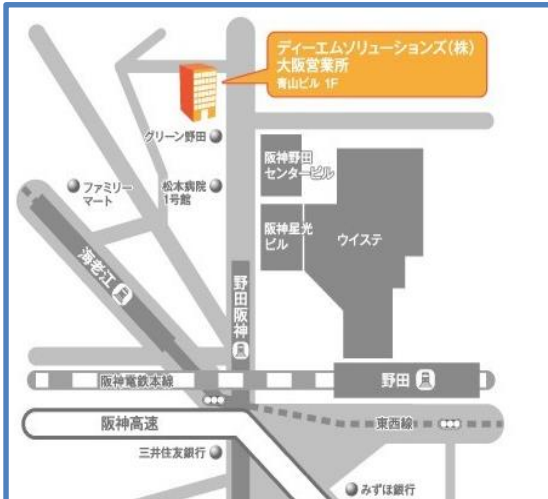 ディーエムソリューションズ(株)
大阪営業所
青山ビル 1F
グリーン野田
阪神野田
センタービル
ファミリー
マート
松本病院
1号館
阪神星光
ビル
ウイステ
海老江
野田阪神
阪神電鉄本線
野田
阪神高速
東西線
三井住友銀行
みずほ銀行